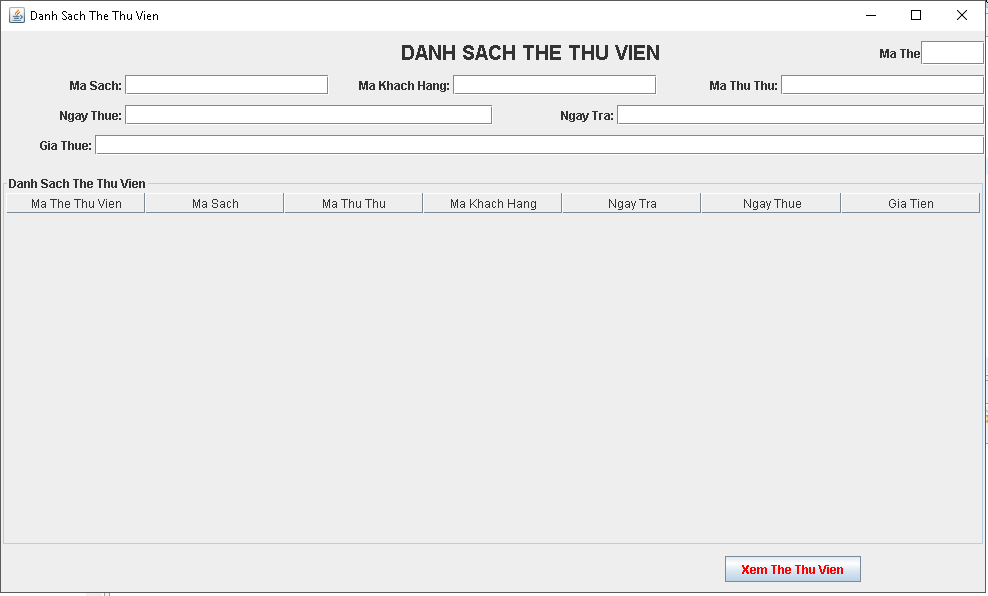 Danh Sach The Thu Vien
DANH SACH THE THU VIEN Ma The
Ma Sach: Ma Khach Hang: Ma Thu Thu:
Ngay Thue: Ngay Tra:
Gia Thue:
Danh Sach The Thu Vien
Ma The Thu Vien Ma Sach Ma Thu Thu Ma Khach Hang Ngay Tra Ngay Thue Gia Tien
Xem The Thu Vien